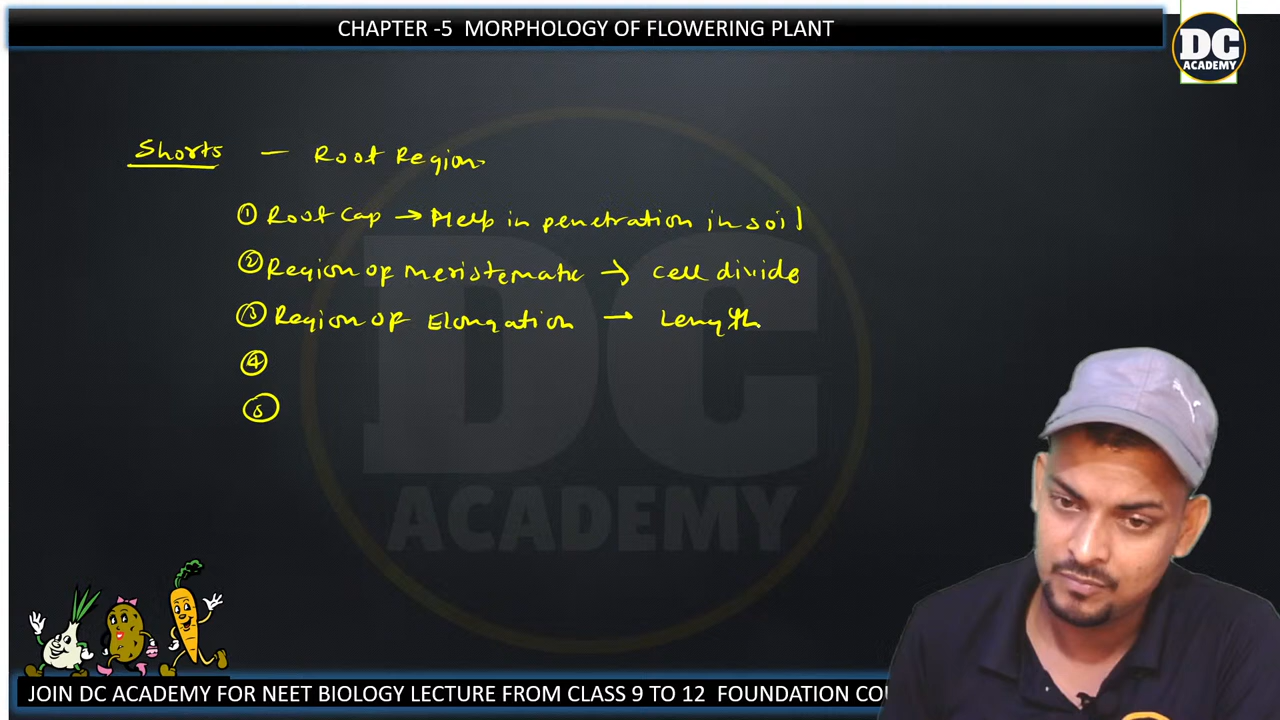 CHAPTER -5 MORPHOLOGY OF FLOWERING PLANT
DC
ACADEMY
Shorts — Root Region
① Root Cap → Help in penetration in soil
② Region of meristematic → cell divide
③ Region of Elongation → Length
④
⑤
DC
ACADEMY
JOIN DC ACADEMY FOR NEET BIOLOGY LECTURE FROM CLASS 9 TO 12 FOUNDATION COU